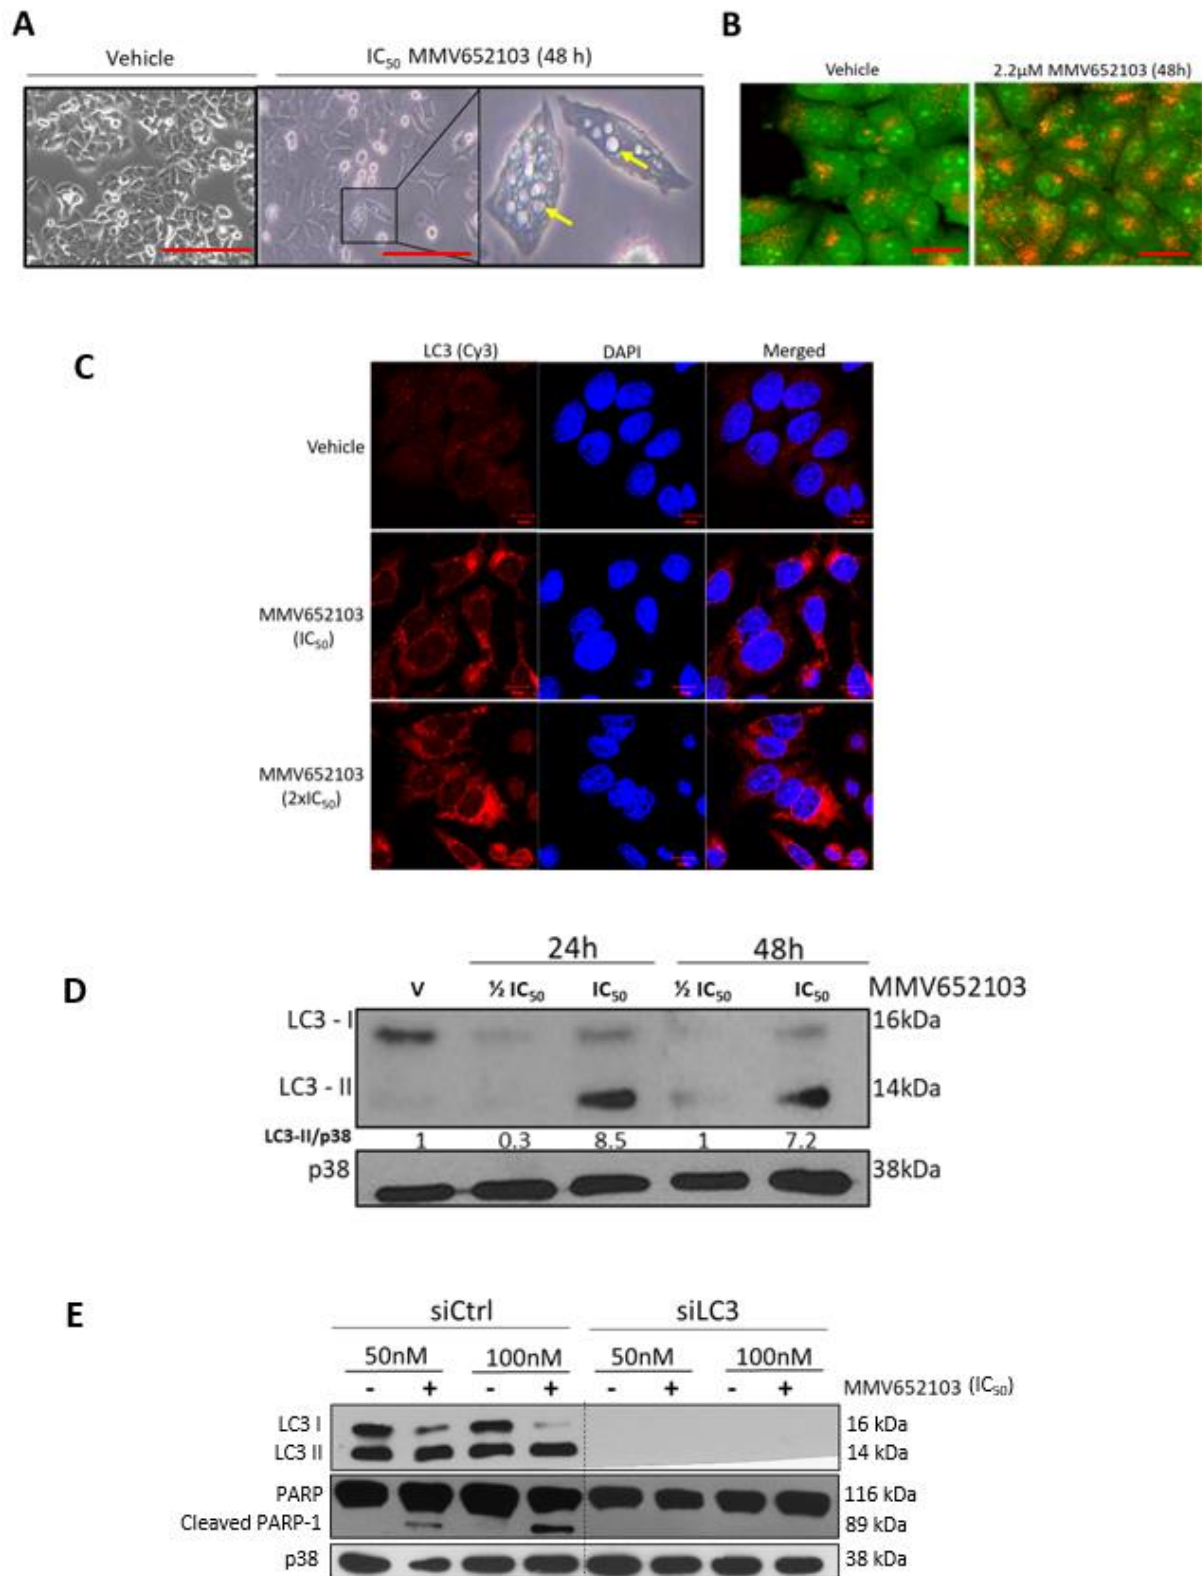 A
Vehicle
IC₅₀ MMV652103 (48 h)
B
Vehicle
2.2µM MMV652103 (48h)
C
LC3 (Cy3) DAPI Merged
Vehicle
MMV652103
(IC₅₀)
MMV652103
(2xIC₅₀)
D
24h 48h
V ½ IC₅₀ IC₅₀ ½ IC₅₀ IC₅₀ MMV652103
LC3 - I 16kDa
LC3 - II 14kDa
LC3-II/p38 1 0.3 8.5 1 7.2
p38 38kDa
E
siCtrl siLC3
50nM 100nM 50nM 100nM
- + - + - + - + MMV652103 (IC₅₀)
LC3 I 16 kDa
LC3 II 14 kDa
PARP 116 kDa
Cleaved PARP-1 89 kDa
p38 38 kDa